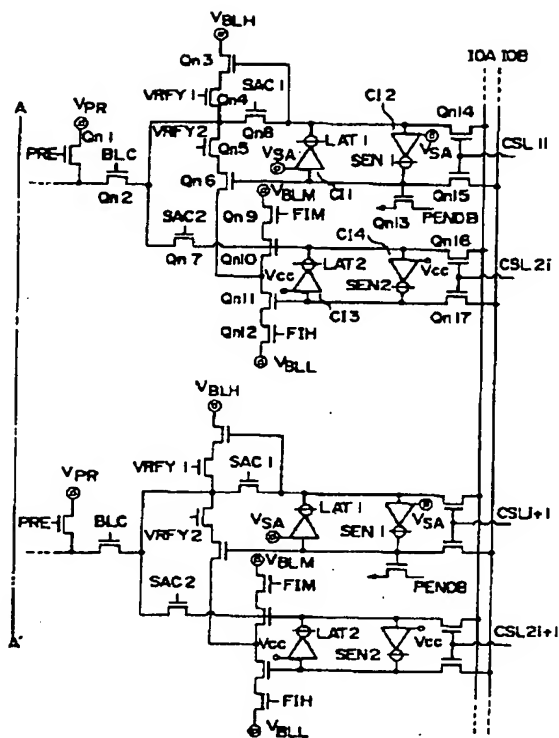 VBLH
IOA IOB
A
Qn3
VPR
VRFY1
Qn4
SAC1
CI2
Qn14
Qn1
Qn8
VRFY2
LAT1
VSA
CSL1i
PRE
BLC
Qn5
VSA
SEN1
Qn2
Qn6
VBLM
CI1
Qn15
Qn9
FIM
Qn13
PENDB
SAC2
CI4
Qn16
Qn7
Qn10
LAT2
Vcc
CSL2i
Vcc
SEN2
Qn11
CI3
Qn17
Qn12
FIH
VBLL
VBLH
VRFY1
SAC1
VPR
LAT1
VSA
CSLi+1
PRE
BLC
VSA
SEN1
VRFY2
VBLM
PENDB
SAC2
FIM
LAT2
Vcc
CSL2i+1
Vcc
SEN2
A'
FIH
VBLL